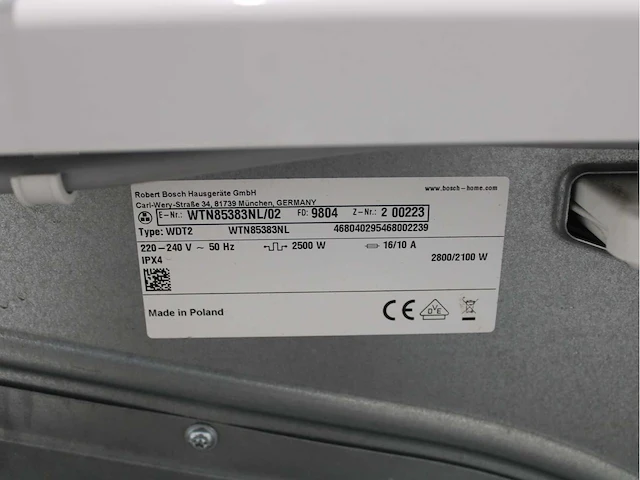 Robert Bosch Hausgeräte GmbH www.bosch-home.com
Carl-Wery-Straße 34, 81739 München, GERMANY
E-Nr.: WTN85383NL/02 FD: 9804 Z-Nr.: 2 00223
Type: WDT2 WTN85383NL 468040295468002239
220-240 V ~ 50 Hz 2500 W 16/10 A
IPX4 2800/2100 W
Made in Poland CE DVE